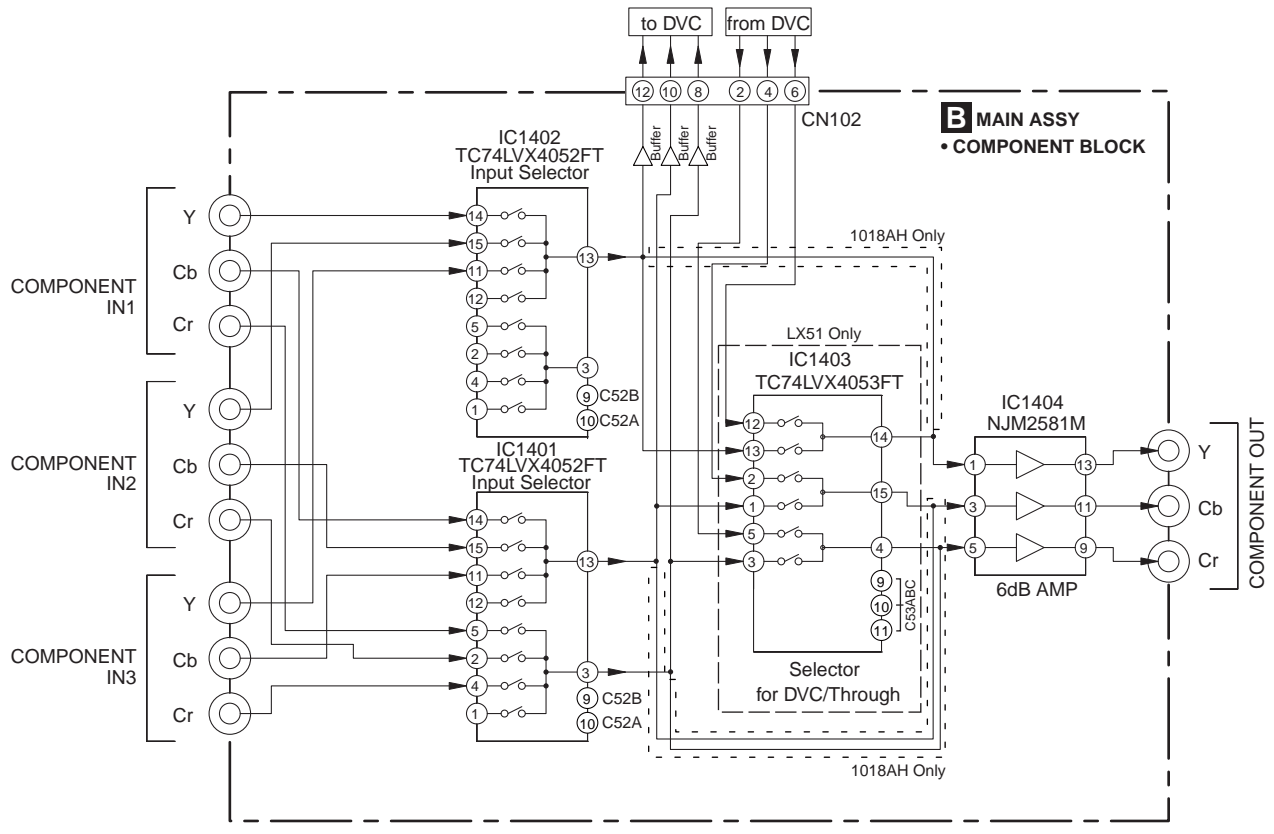 to DVC
from DVC
12 10 8 2 4 6
CN102
Buffer
Buffer
Buffer
B MAIN ASSY
• COMPONENT BLOCK
IC1402
TC74LVX4052FT
Input Selector
14
15
11
12
5
2
4
1
13
3
9 C52B
10 C52A
COMPONENT
IN1
Y
Cb
Cr
COMPONENT
IN2
Y
Cb
Cr
COMPONENT
IN3
Y
Cb
Cr
IC1401
TC74LVX4052FT
Input Selector
14
15
11
12
5
2
4
1
13
3
9 C52B
10 C52A
1018AH Only
LX51 Only
IC1403
TC74LVX4053FT
12
13
2
1
5
3
14
15
4
9
10
11
C53ABC
Selector
for DVC/Through
1018AH Only
IC1404
NJM2581M
1 13
3 11
5 9
6dB AMP
Y
Cb
Cr
COMPONENT OUT